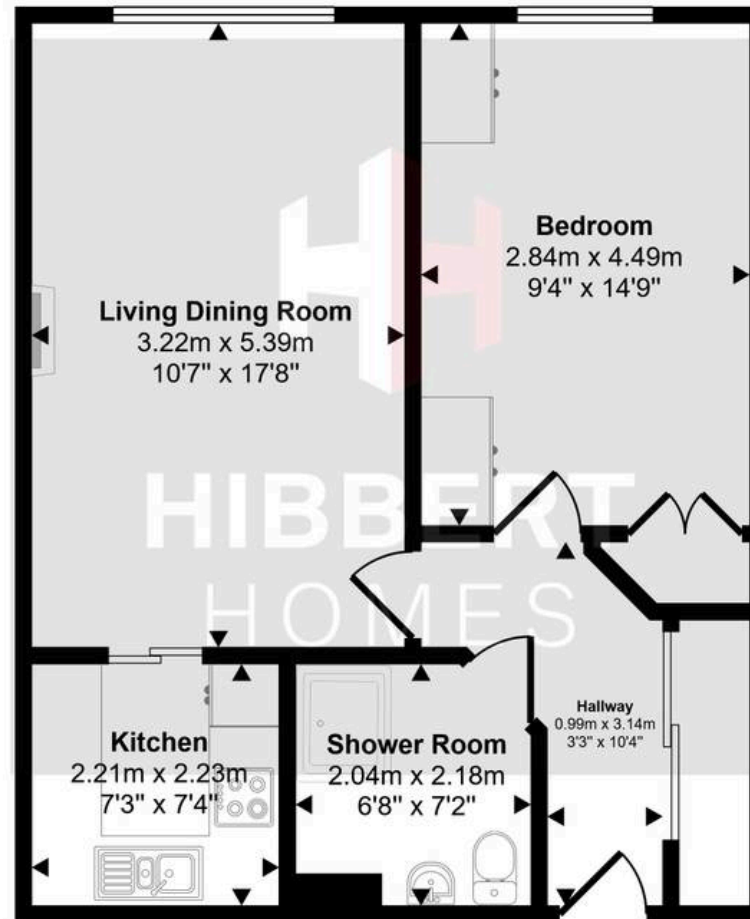 Bedroom
2.84m x 4.49m
9'4" x 14'9"
Living Dining Room
3.22m x 5.39m
10'7" x 17'8"
HIBBERT
HOMES
Hallway
0.99m x 3.14m
3'3" x 10'4"
Kitchen
2.21m x 2.23m
7'3" x 7'4"
Shower Room
2.04m x 2.18m
6'8" x 7'2"